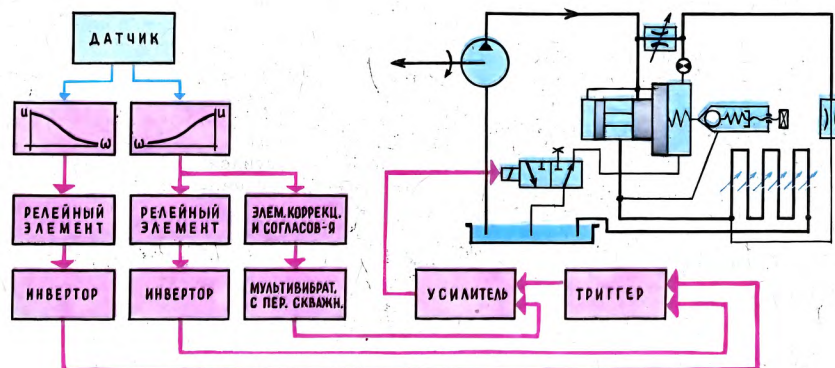 ДАТЧИК
u
ω
ω
u
РЕЛЕЙНЫЙ
ЭЛЕМЕНТ
РЕЛЕЙНЫЙ
ЭЛЕМЕНТ
ЭЛЕМ. КОРРЕКЦ.
И СОГЛАСОВ-Я
ИНВЕРТОР
ИНВЕРТОР
МУЛЬТИВИБРАТ.
С ПЕР. СКВАЖН.
УСИЛИТЕЛЬ
ТРИГГЕР